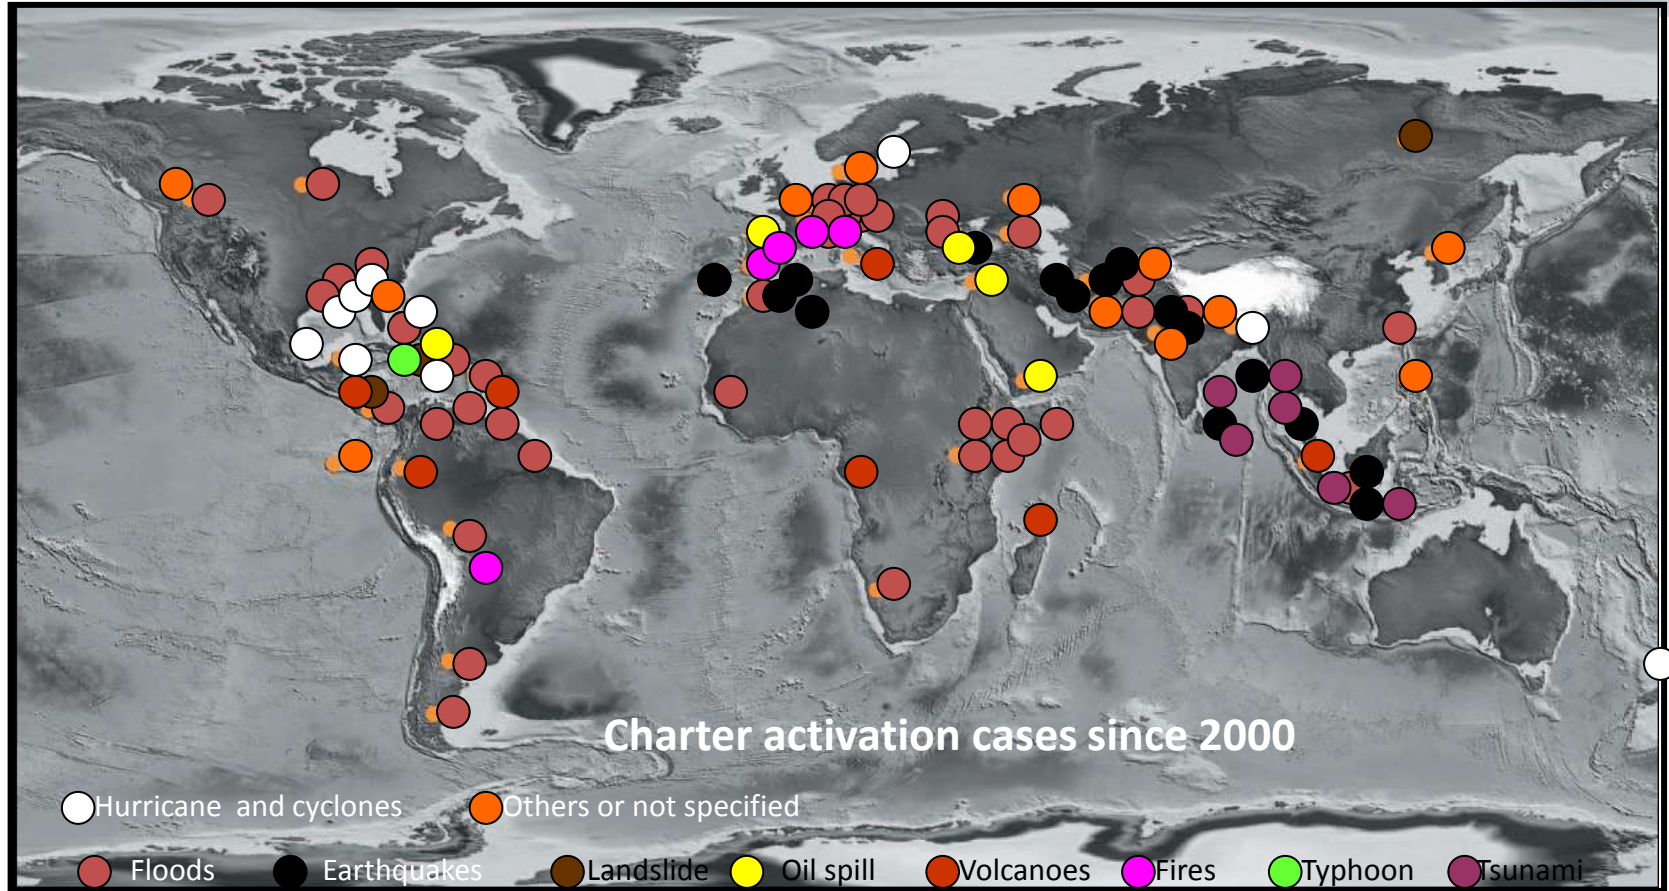 Charter activation cases since 2000
Hurricane and cyclones
Others or not specified
Floods
Earthquakes
Landslide
Oil spill
Volcanoes
Fires
Typhoon
Tsunami